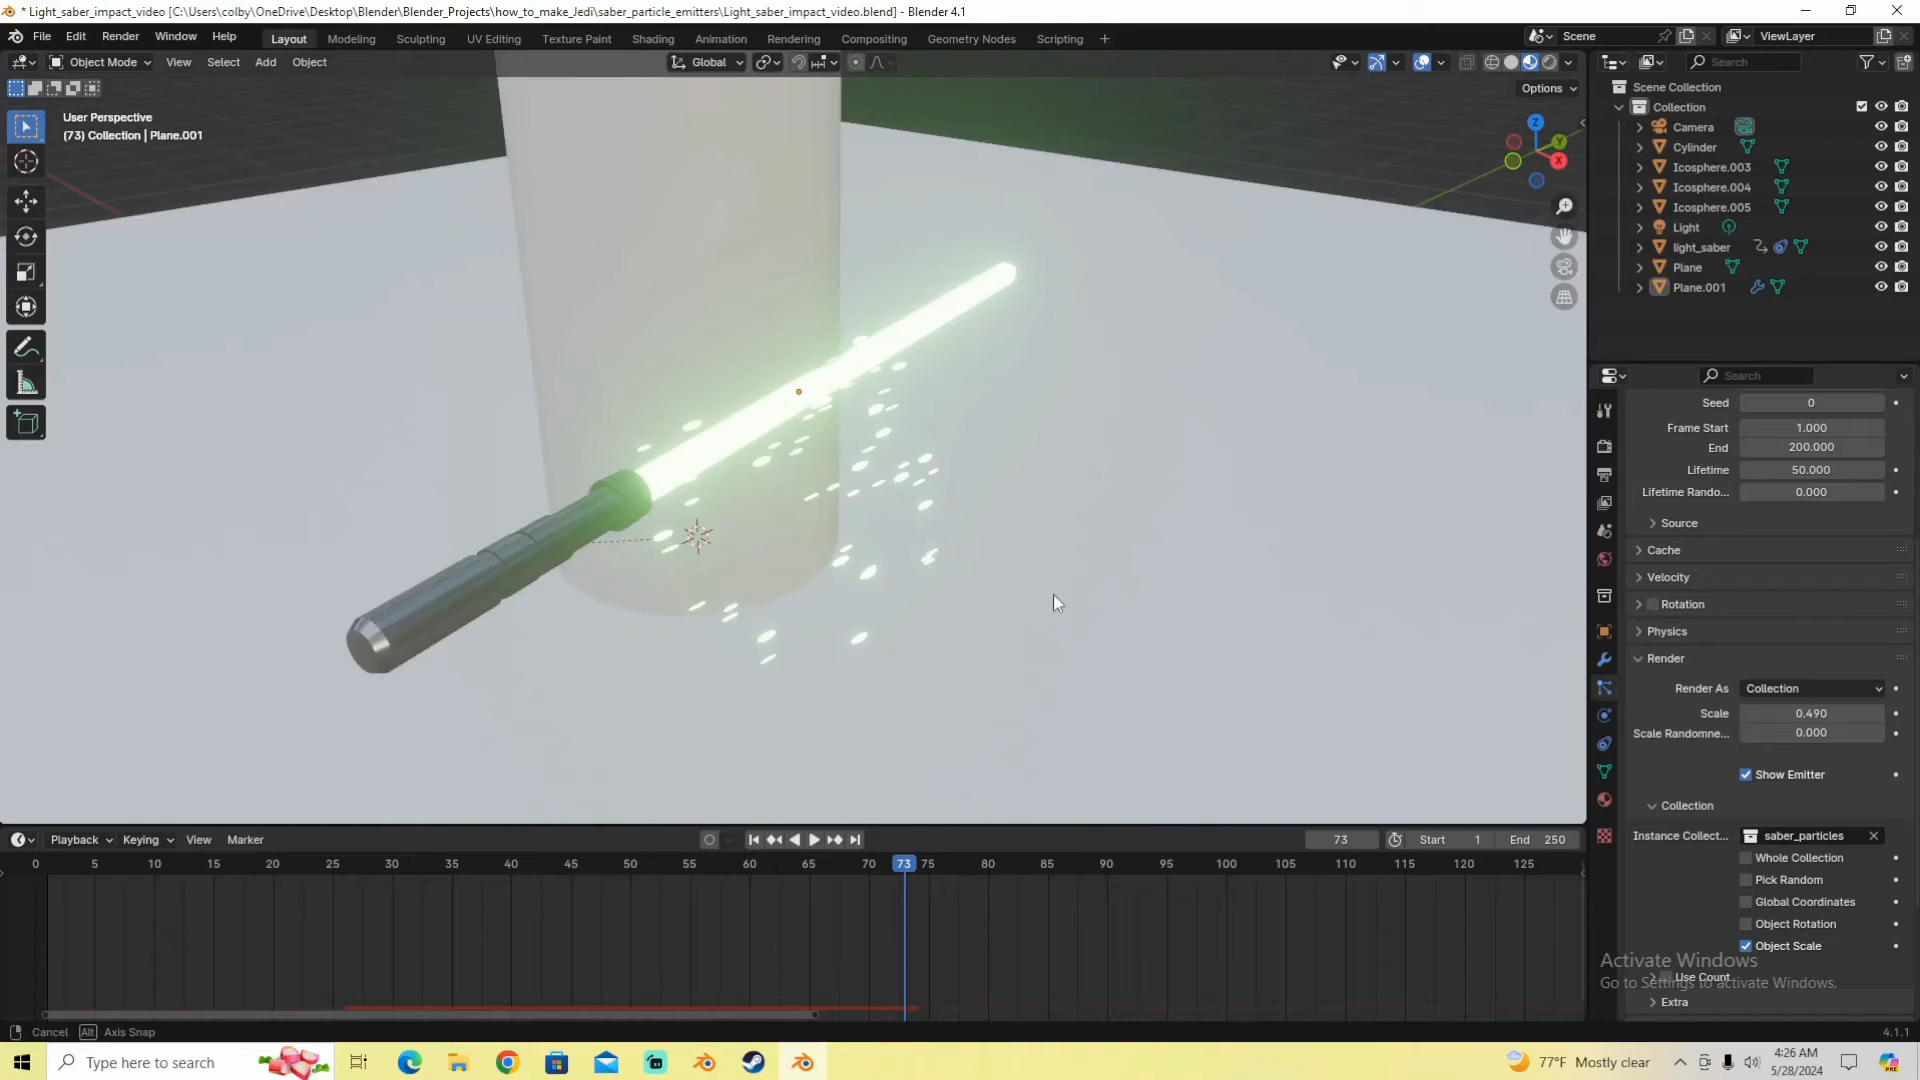 * Light_saber_impact_video [C:\Users\colby\OneDrive\Desktop\Blender\Blender_Projects\how_to_make_Jedi\saber_particle_emitters\Light_saber_impact_video.blend] - Blender 4.1
File Edit Render Window Help Layout Modeling Sculpting UV Editing Texture Paint Shading Animation Rendering Compositing Geometry Nodes Scripting + Scene ViewLayer
Object Mode View Select Add Object Global Search
Options
Scene Collection
Collection
User Perspective
(73) Collection | Plane.001
Camera
Cylinder
Icosphere.003
Icosphere.004
Icosphere.005
Light
light_saber
Plane
Plane.001
Z
Y
X
Search
Seed 0
Frame Start 1.000
End 200.000
Lifetime 50.000
Lifetime Rando... 0.000
Source
Cache
Velocity
Rotation
Physics
Render
Render As Collection
Scale 0.490
Scale Randomne... 0.000
Show Emitter
Collection
Instance Collect... saber_particles
Whole Collection
Pick Random
Global Coordinates
Object Rotation
Object Scale
Use Count
Extra
Activate Windows
Go to Settings to activate Windows.
Playback Keying View Marker 73 Start 1 End 250
0 5 10 15 20 25 30 35 40 45 50 55 60 65 70 73 75 80 85 90 95 100 105 110 115 120 125
Cancel Alt Axis Snap 4.1.1
Type here to search 77°F Mostly clear 4:26 AM
5/28/2024
PRE